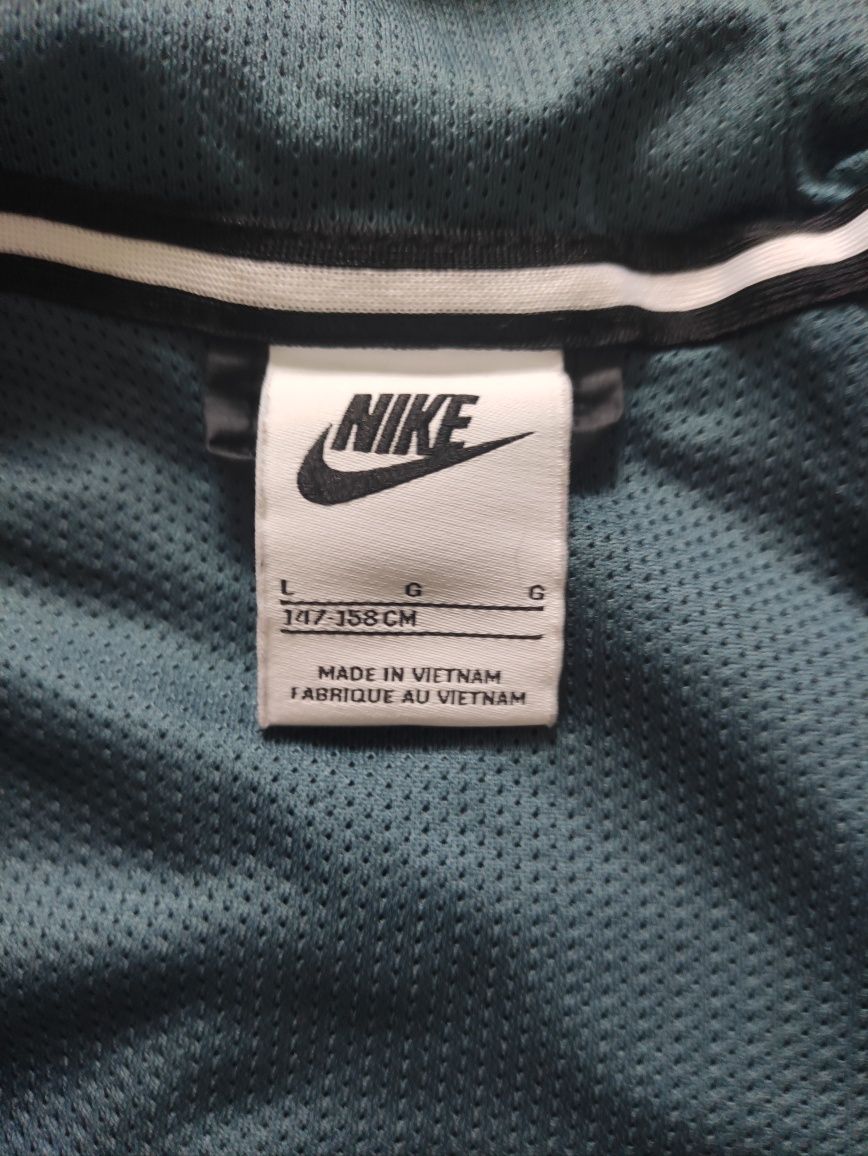 NIKE
L G G
147-158 CM
MADE IN VIETNAM
FABRIQUE AU VIETNAM